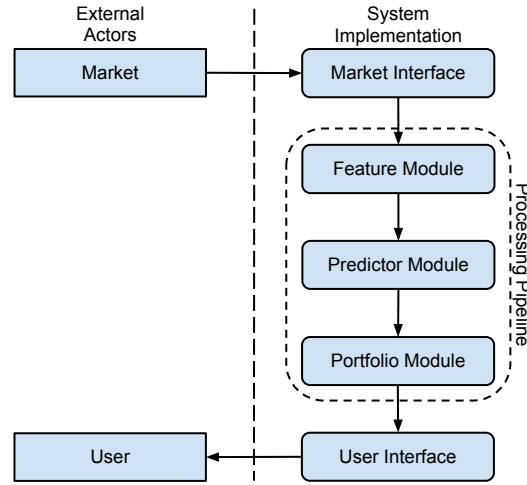 External
Actors
System
Implementation
Market
Market Interface
Feature Module
Predictor Module
Portfolio Module
Processing Pipeline
User
User Interface